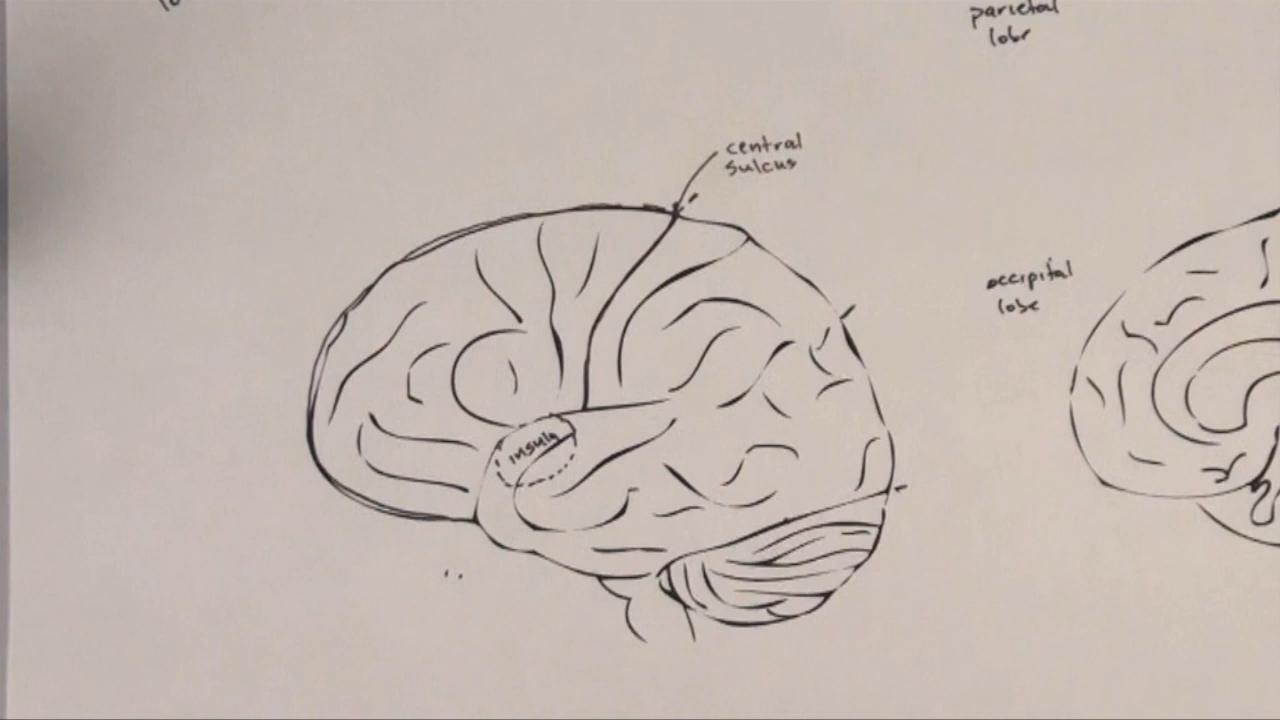 parietal
lobe
central
sulcus
occipital
lobe
insula